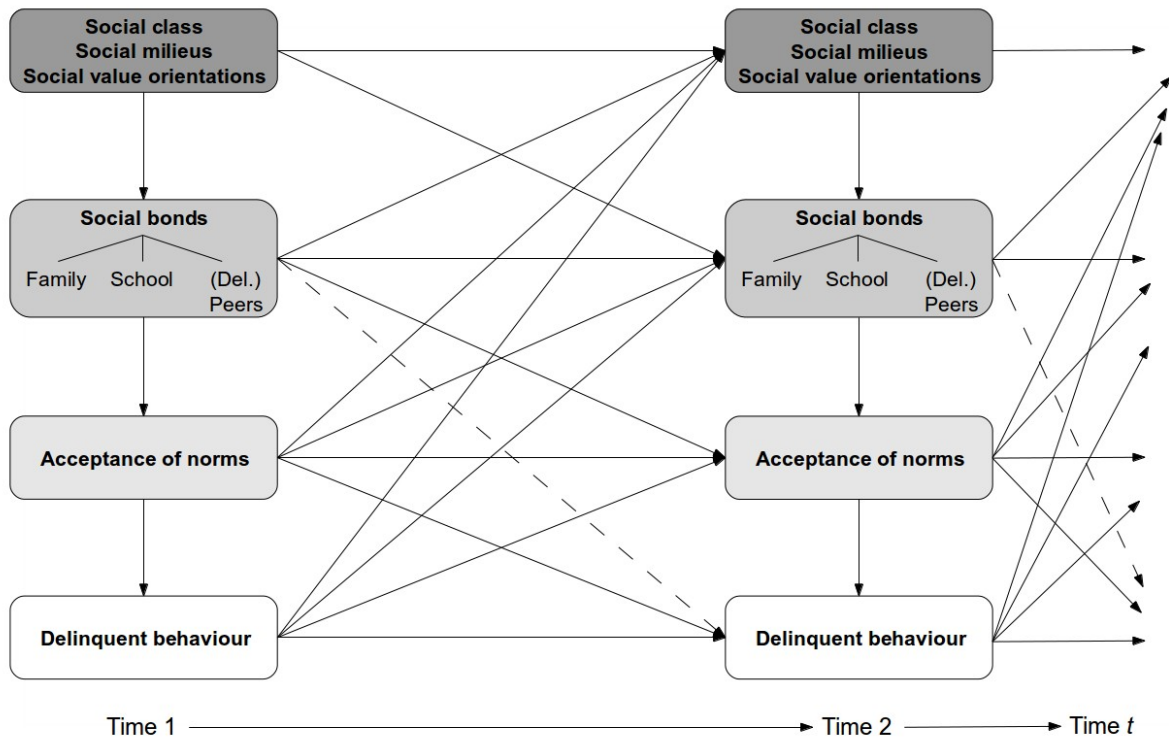 Social class
Social milieus
Social value orientations
Social bonds
Family School (Del.)
Peers
Acceptance of norms
Delinquent behaviour
Social class
Social milieus
Social value orientations
Social bonds
Family School (Del.)
Peers
Acceptance of norms
Delinquent behaviour
Time 1 Time 2 Time t